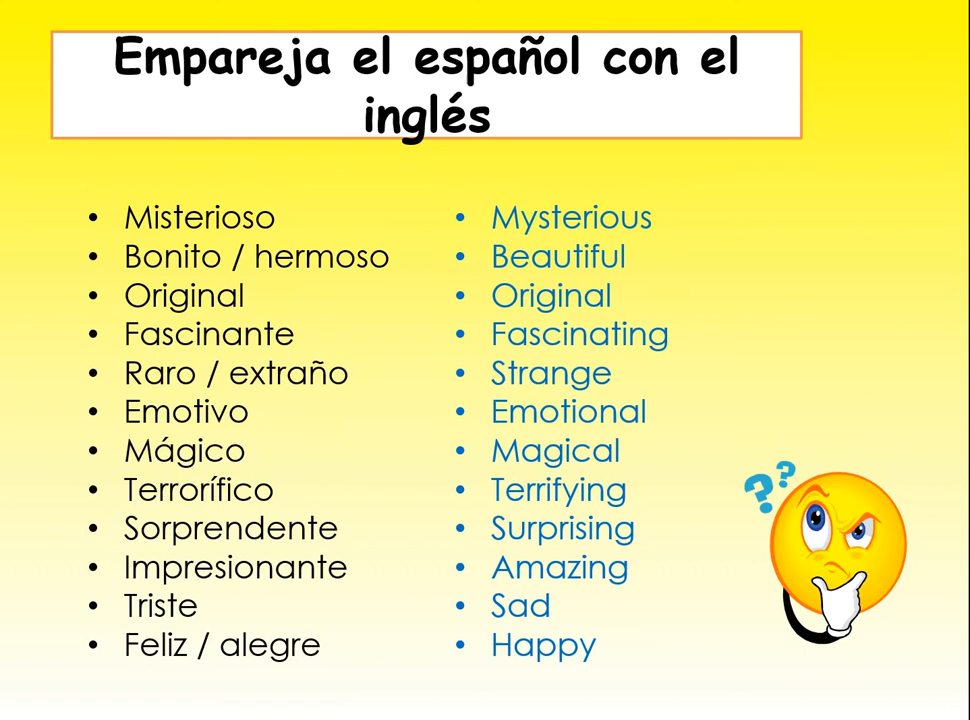 Empareja el español con el
inglés
• Misterioso
• Bonito / hermoso
• Original
• Fascinante
• Raro / extraño
• Emotivo
• Mágico
• Terrorífico
• Sorprendente
• Impresionante
• Triste
• Feliz / alegre
• Mysterious
• Beautiful
• Original
• Fascinating
• Strange
• Emotional
• Magical
• Terrifying
• Surprising
• Amazing
• Sad
• Happy
??